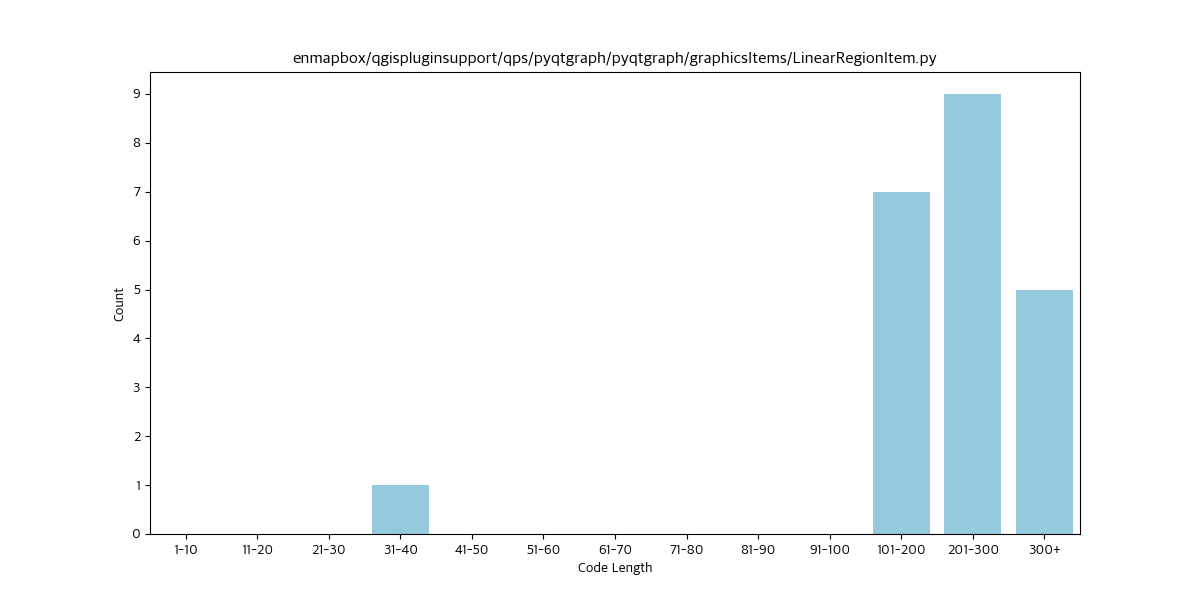 enmapbox/qgispluginsupport/qps/pyqtgraph/pyqtgraph/graphicsItems/LinearRegionItem.py
9
8
7
6
5
4
3
2
1
0
Count
1-10 11-20 21-30 31-40 41-50 51-60 61-70 71-80 81-90 91-100 101-200 201-300 300+
Code Length